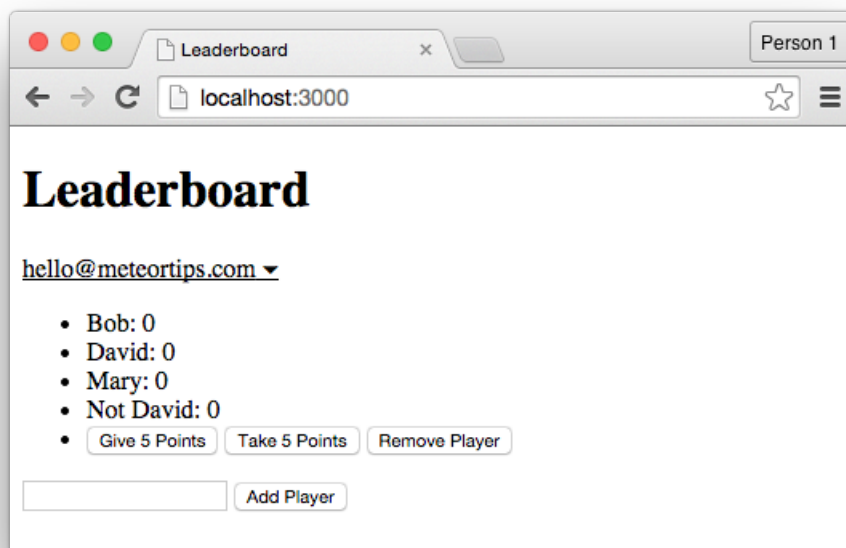 Leaderboard
Person 1
localhost:3000
Leaderboard
hello@meteortips.com
Bob: 0
David: 0
Mary: 0
Not David: 0
Give 5 Points Take 5 Points Remove Player
Add Player